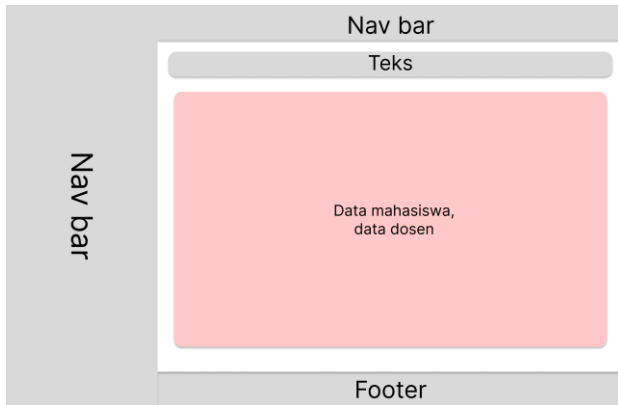 Nav bar
Nav bar
Teks
Data mahasiswa,
data dosen
Footer